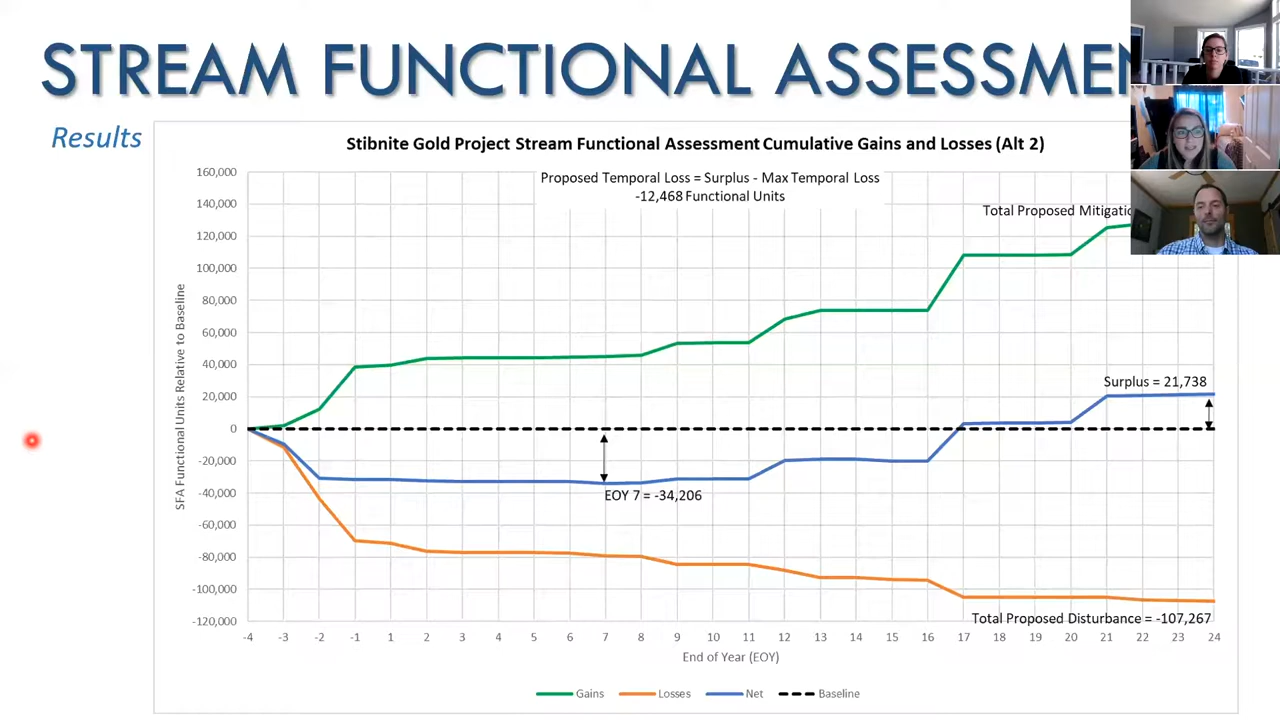 STREAM FUNCTIONAL ASSESSMEN
Results
Stibnite Gold Project Stream Functional Assessment Cumulative Gains and Losses (Alt 2)
Proposed Temporal Loss = Surplus - Max Temporal Loss
-12,468 Functional Units
Total Proposed Mitigatio
160,000
140,000
120,000
100,000
80,000
60,000
40,000
20,000
0
-20,000
-40,000
-60,000
-80,000
-100,000
-120,000
SFA Functional Units Relative to Baseline
Surplus = 21,738
EOY 7 = -34,206
Total Proposed Disturbance = -107,267
-4 -3 -2 -1 1 2 3 4 5 6 7 8 9 10 11 12 13 14 15 16 17 18 19 20 21 22 23 24
End of Year (EOY)
Gains Losses Net Baseline